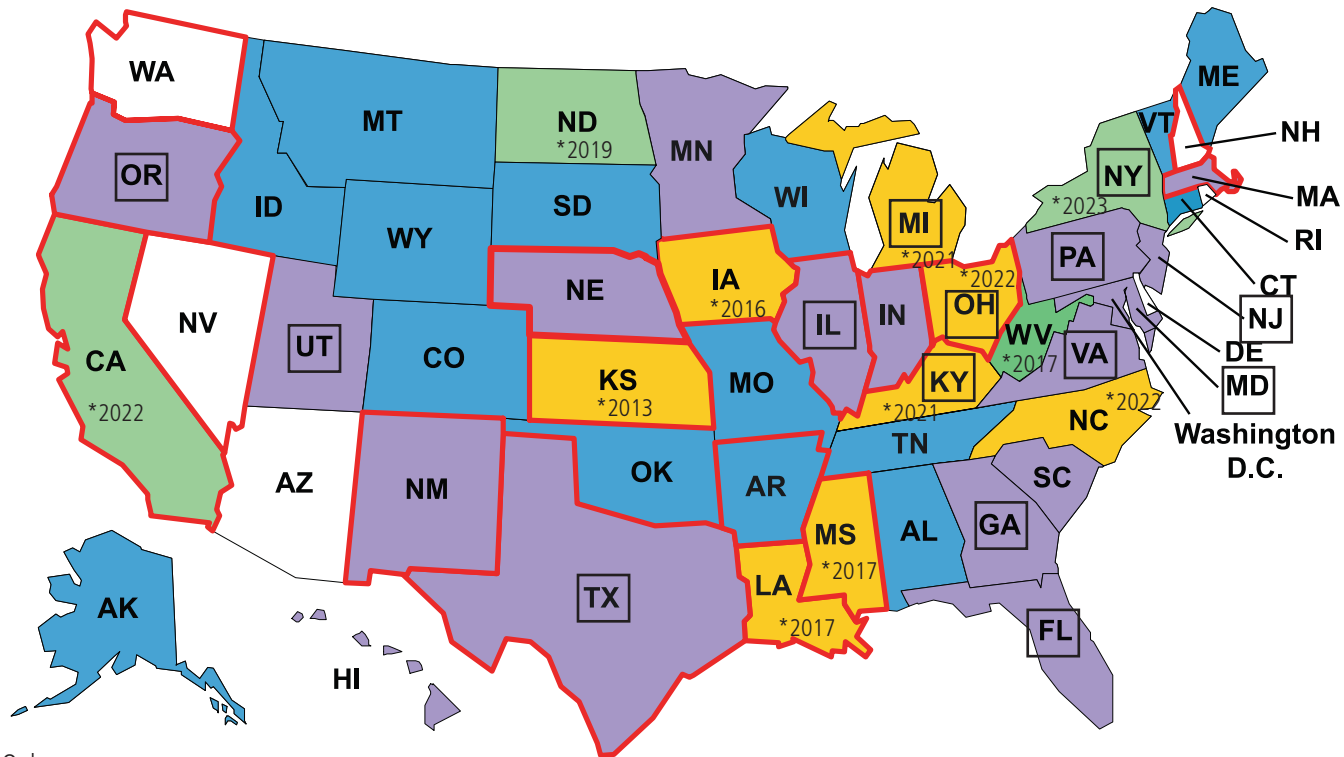 WA
ME
MT
ND
*2019
MN
VT
NH
OR
ID
SD
WI
MI
*2021
NY
*2023
MA
RI
WY
IA
*2016
NE
PA
CT
NJ
*2022
OH
NV
UT
CO
IL
IN
WV
*2017
VA
DE
MD
CA
*2022
KS
*2013
MO
KY
*2021
NC
*2022
Washington
D.C.
TN
AZ
NM
OK
AR
SC
MS
*2017
AL
GA
LA
*2017
TX
AK
FL
HI